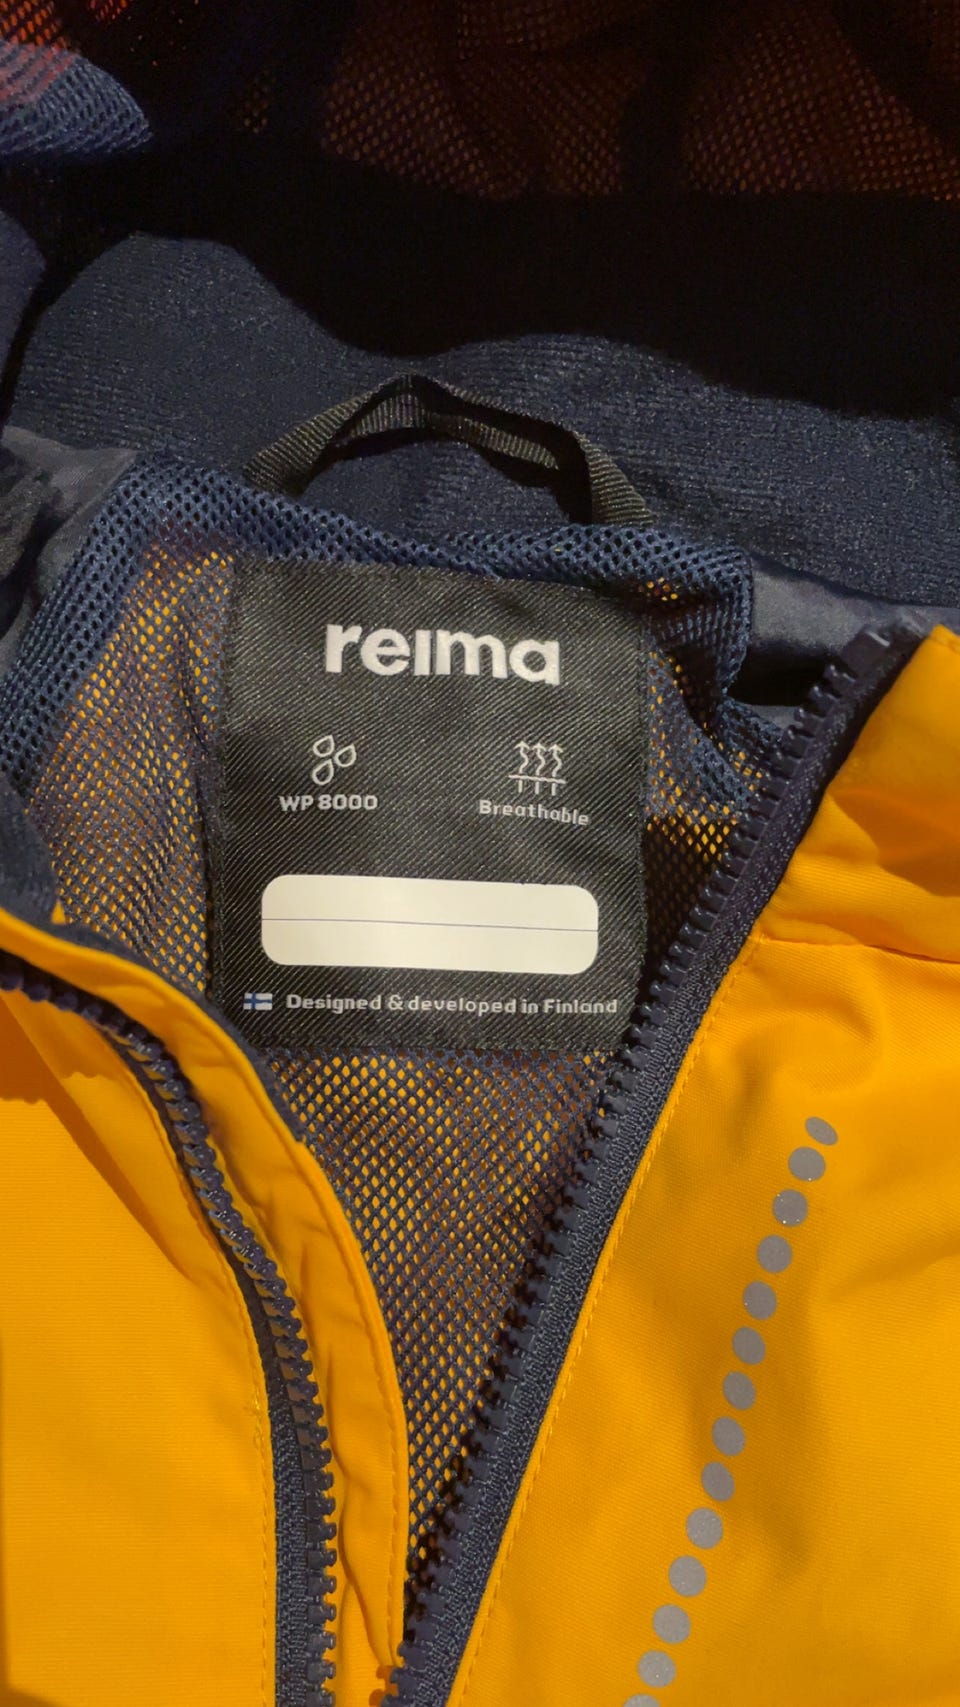 reima
WP 8000
Breathable
Designed & developed in Finland